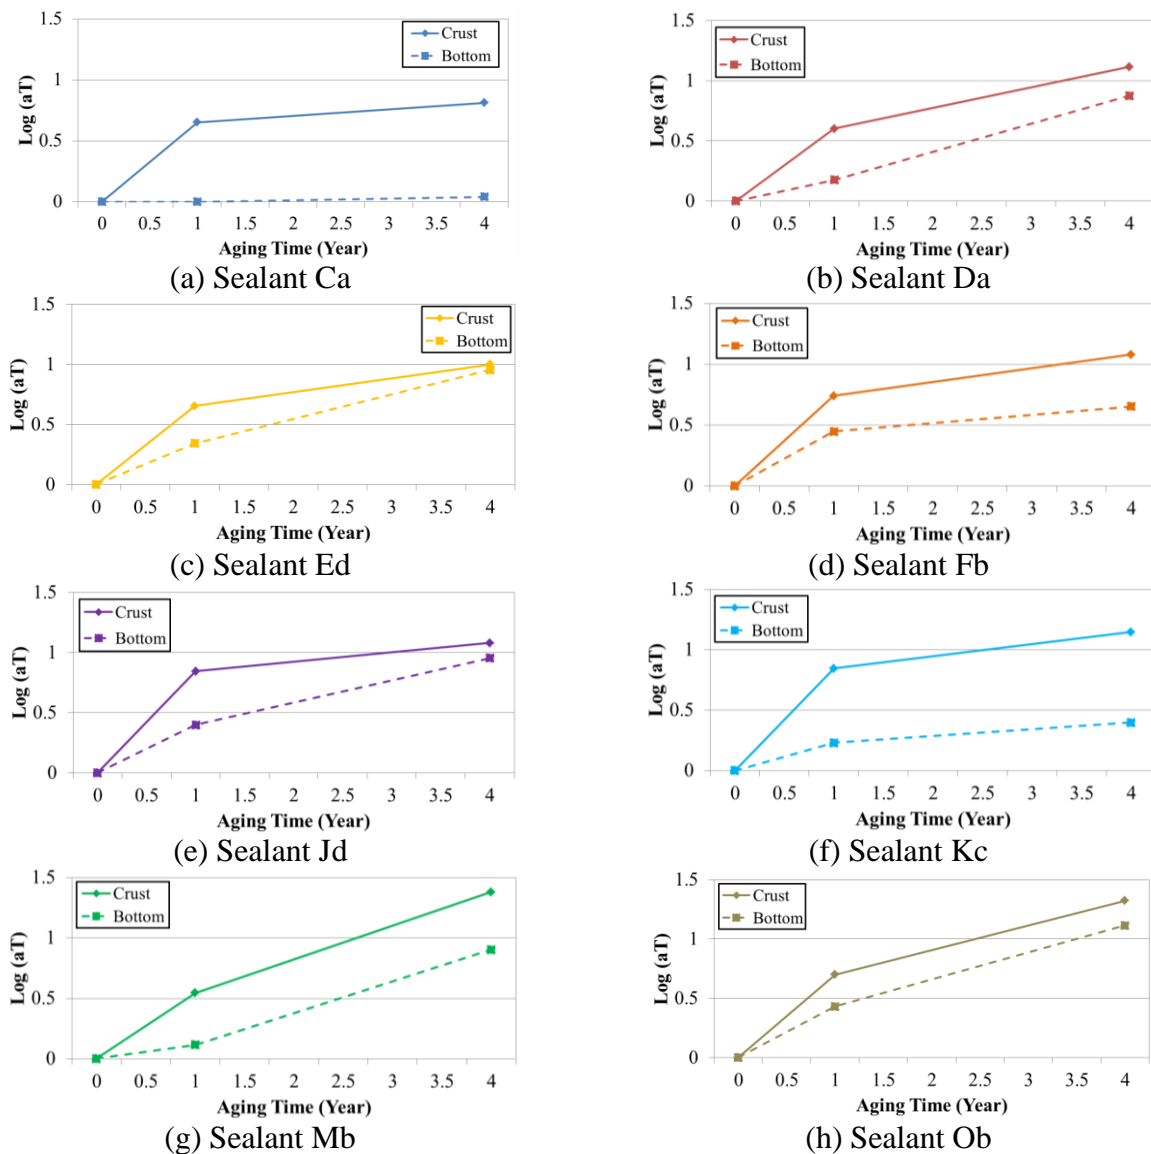 1.5
1
0.5
0
Log (aT)
Crust
Bottom
0 0.5 1 1.5 2 2.5 3 3.5 4
Aging Time (Year)
(a) Sealant Ca
1.5
1
0.5
0
Log (aT)
Crust
Bottom
0 0.5 1 1.5 2 2.5 3 3.5 4
Aging Time (Year)
(b) Sealant Da
1.5
1
0.5
0
Log (aT)
Crust
Bottom
0 0.5 1 1.5 2 2.5 3 3.5 4
Aging Time (Year)
(c) Sealant Ed
1.5
1
0.5
0
Log (aT)
Crust
Bottom
0 0.5 1 1.5 2 2.5 3 3.5 4
Aging Time (Year)
(d) Sealant Fb
1.5
1
0.5
0
Log (aT)
Crust
Bottom
0 0.5 1 1.5 2 2.5 3 3.5 4
Aging Time (Year)
(e) Sealant Jd
1.5
1
0.5
0
Log (aT)
Crust
Bottom
0 0.5 1 1.5 2 2.5 3 3.5 4
Aging Time (Year)
(f) Sealant Kc
1.5
1
0.5
0
Log (aT)
Crust
Bottom
0 0.5 1 1.5 2 2.5 3 3.5 4
Aging Time (Year)
(g) Sealant Mb
1.5
1
0.5
0
Log (aT)
Crust
Bottom
0 0.5 1 1.5 2 2.5 3 3.5 4
Aging Time (Year)
(h) Sealant Ob